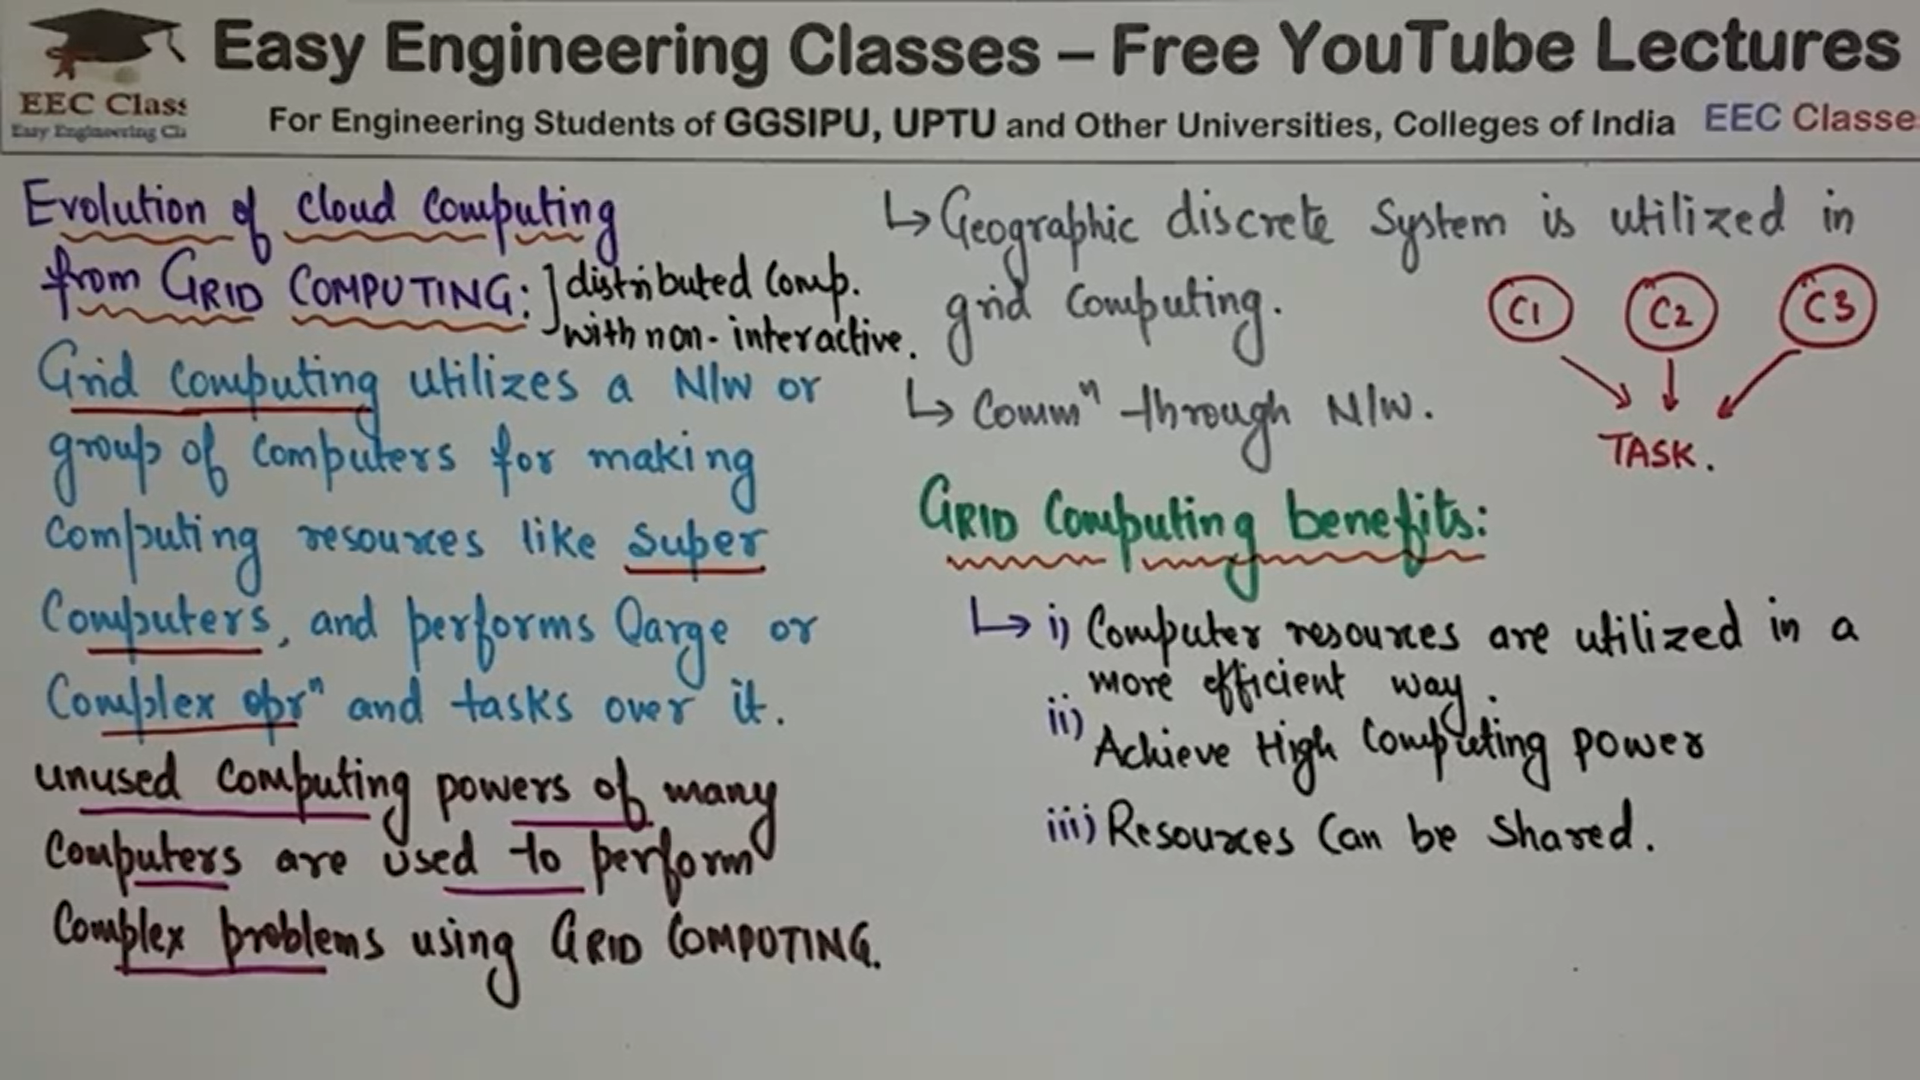 Easy Engineering Classes – Free YouTube Lectures
EEC Class
Easy Engineering Cla
For Engineering Students of GGSIPU, UPTU and Other Universities, Colleges of India
EEC Classe
Evolution of Cloud Computing
from GRID COMPUTING:
distributed Comp.
with non-interactive.
Grid Computing utilizes a N/W or
group of Computers for making
Computing resources like Super
Computers, and performs Large or
Complex oprⁿ and tasks over it.
unused Computing powers of many
Computers are used to perform
Complex problems using GRID COMPUTING.
↳ Geographic discrete System is utilized in
grid Computing.
C1 C2 C3
TASK.
↳ Commⁿ through N/W.
GRID Computing benefits:
↳ i) Computer resources are utilized in a
more efficient way.
ii) Achieve High Computing power
iii) Resources Can be Shared.